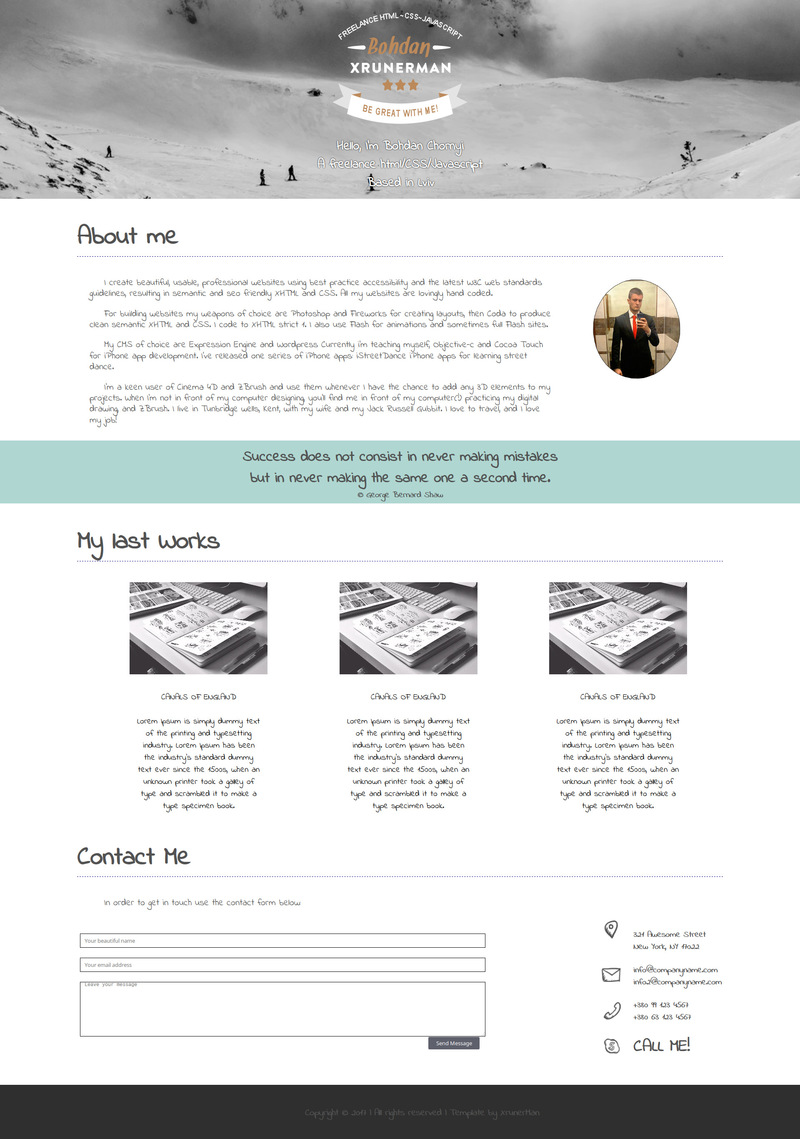 FREELANCE HTML-CSS-JAVASCRIPT
Bohdan
XRUNERMAN
BE GREAT WITH ME!
Hello, I'm Bohdan Chornyi
A freelance html/CSS/Javascript
Based in Lviv
About me
I create beautiful, usable, professional websites using best practice accessibility and the latest W3C web standards
guidelines, resulting in semantic and seo friendly XHTML and CSS. All my websites are lovingly hand coded.
For building websites my weapons of choice are Photoshop and Fireworks for creating layouts, then Coda to produce
clean semantic XHTML and CSS. I code to XHTML strict 1. I also use Flash for animations and sometimes full Flash sites.
My CMS of choice are Expression Engine and wordpress Currently i'm teaching myself, Objective-c and Cocoa Touch
for iPhone app development. I've released one series of iPhone apps: iStreetDance iPhone apps for learning street
dance.
I'm a keen user of Cinema 4D and ZBrush and use them whenever I have the chance to add any 3D elements to my
projects. When I'm not in front of my computer designing, you'll find me in front of my computer(!) practicing my digital
drawing, and ZBrush. I live in Tunbridge wells, Kent, with my wife and my Jack Russell Qubbit. I love to travel, and I love
my job!
Success does not consist in never making mistakes
but in never making the same one a second time.
© George Bernard Shaw
My last works
CANALS OF ENGLAND
Lorem Ipsum is simply dummy text
of the printing and typesetting
industry. Lorem Ipsum has been
the industry's standard dummy
text ever since the 1500s, when an
unknown printer took a galley of
type and scrambled it to make a
type specimen book.
CANALS OF ENGLAND
Lorem Ipsum is simply dummy text
of the printing and typesetting
industry. Lorem Ipsum has been
the industry's standard dummy
text ever since the 1500s, when an
unknown printer took a galley of
type and scrambled it to make a
type specimen book.
CANALS OF ENGLAND
Lorem Ipsum is simply dummy text
of the printing and typesetting
industry. Lorem Ipsum has been
the industry's standard dummy
text ever since the 1500s, when an
unknown printer took a galley of
type and scrambled it to make a
type specimen book.
Contact Me
In order to get in touch use the contact form below
Your beautiful name
Your email address
Leave your message
Send Message
321 Awesome Street
New York, NY 17022
info@companyname.com
info2@companyname.com
+380 99 123 4567
+380 63 123 4567
CALL ME!
Copyright © 2017 | All rights reserved | Template by XrunerMan